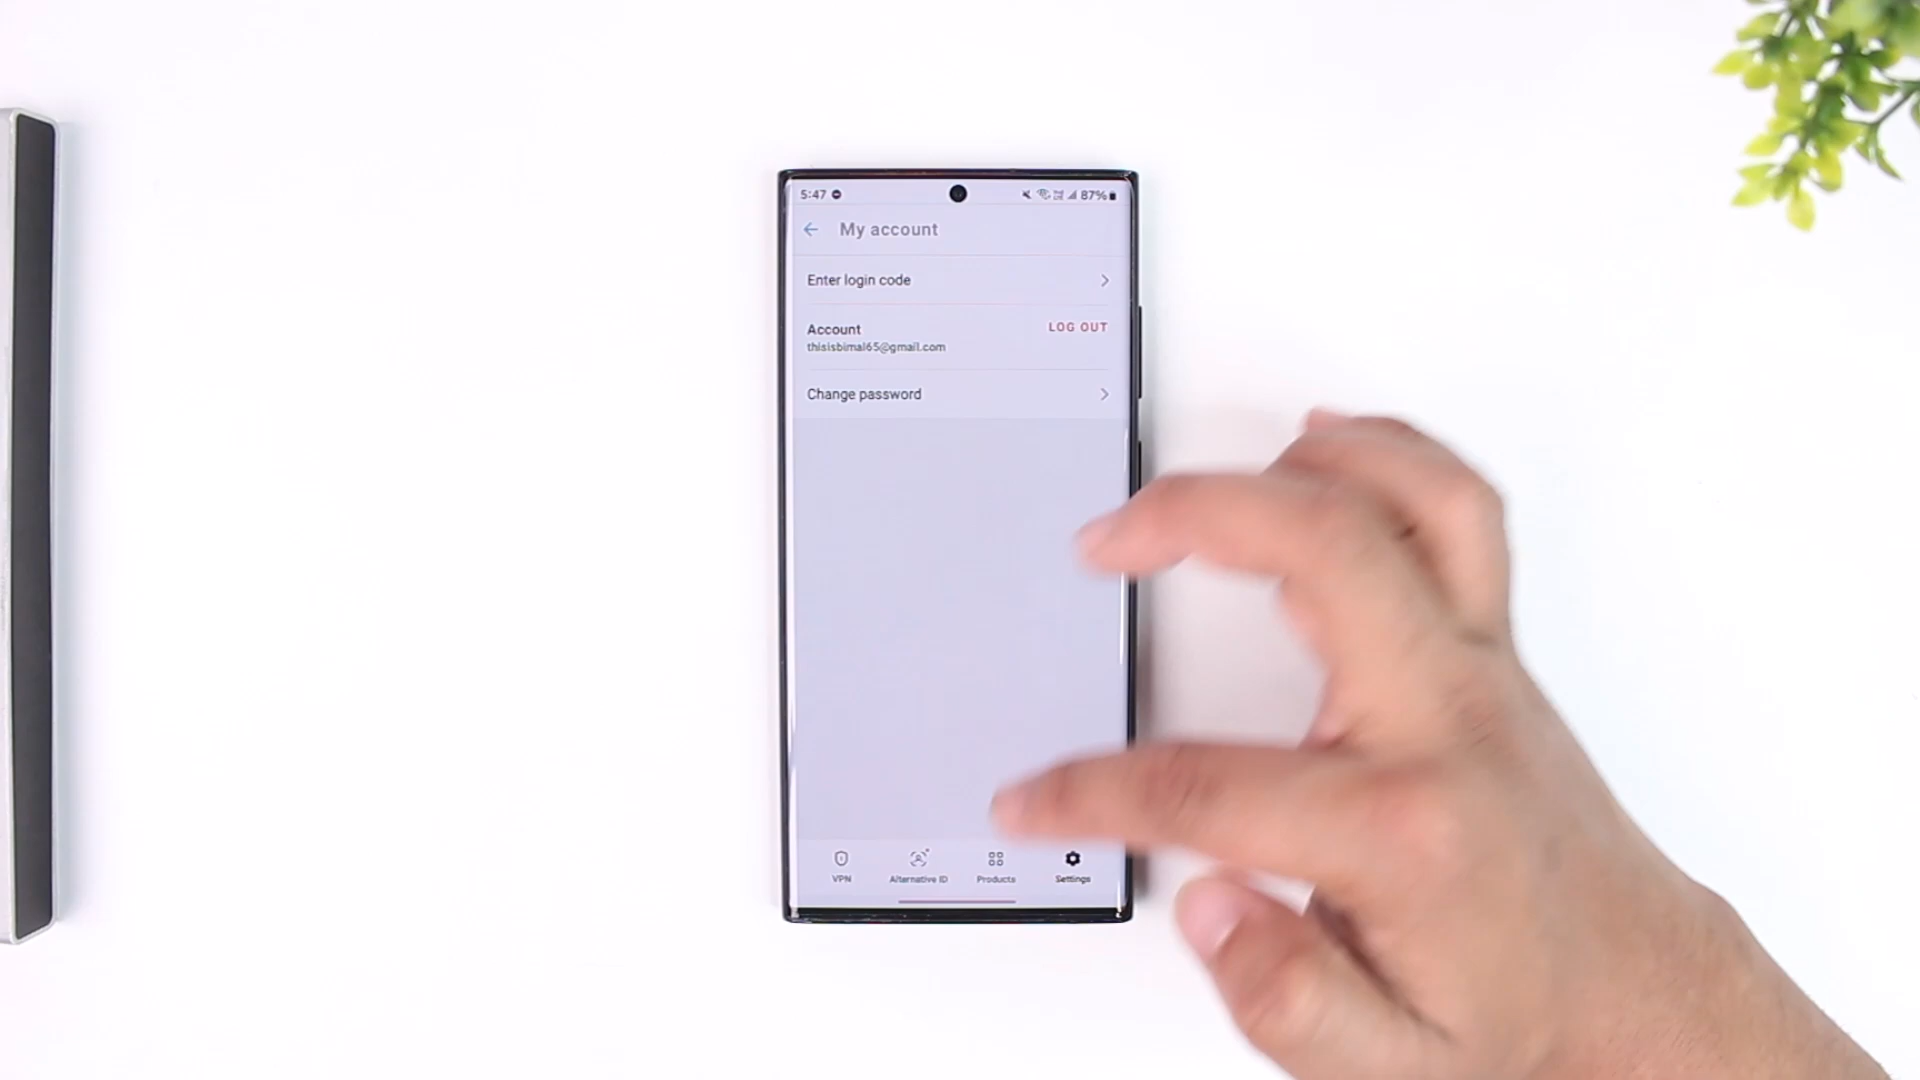 5:47
87%
My account
Enter login code
Account
LOG OUT
thisisbimal65@gmail.com
Change password
VPN
Alternative ID
Products
Settings